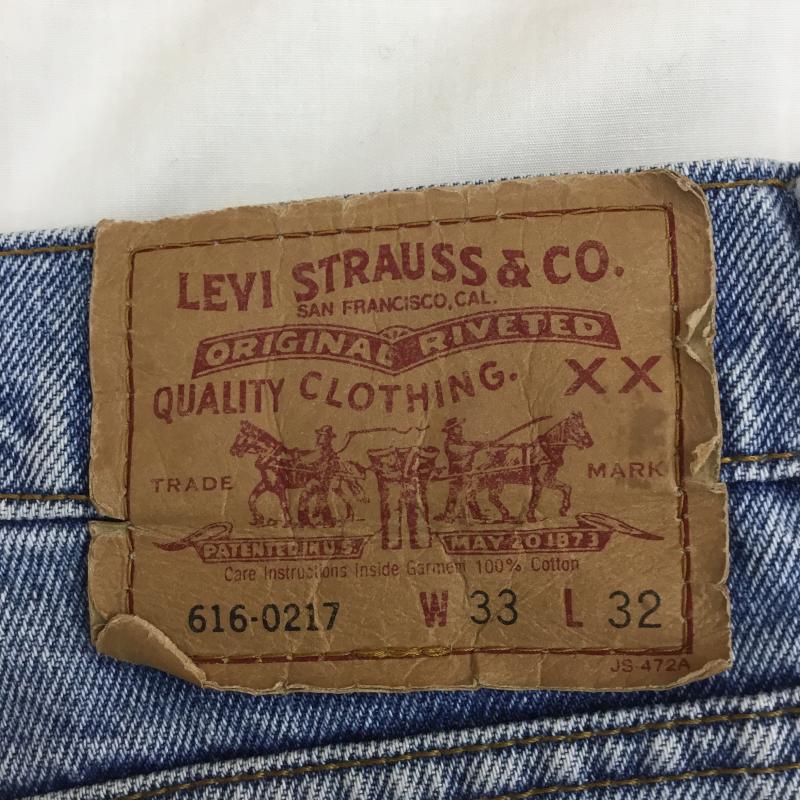 LEVI STRAUSS & CO.
SAN FRANCISCO, CAL.
ORIGINAL RIVETED
QUALITY CLOTHING. XX
TRADE MARK
PATENTED IN U.S. MAY 20 1873
Care Instructions Inside Garment 100% Cotton
616-0217 W 33 L 32
JS-472A